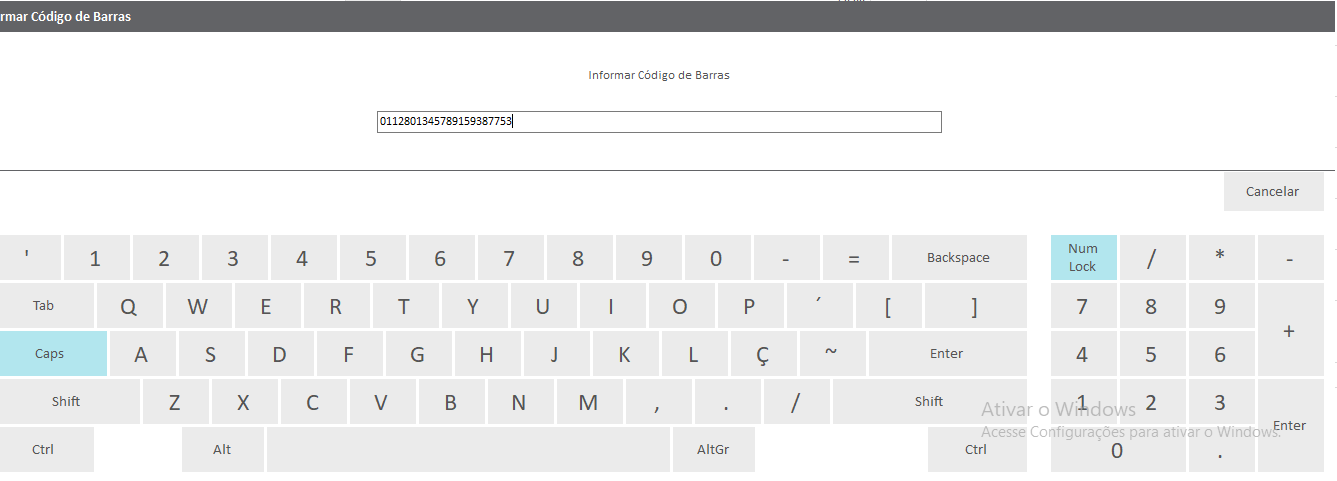 rmar Código de Barras
Informar Código de Barras
0112801345789159387753
Cancelar
' 1 2 3 4 5 6 7 8 9 0 - = Backspace Num Lock / * -
Tab Q W E R T Y U I O P ´ [ ] 7 8 9 +
Caps A S D F G H J K L Ç ~ Enter 4 5 6
Shift Z X C V B N M , . / Shift 1 2 3 Enter
Ctrl Alt AltGr Ctrl 0 .
Ativar o Windows
Acesse Configurações para ativar o Windows.